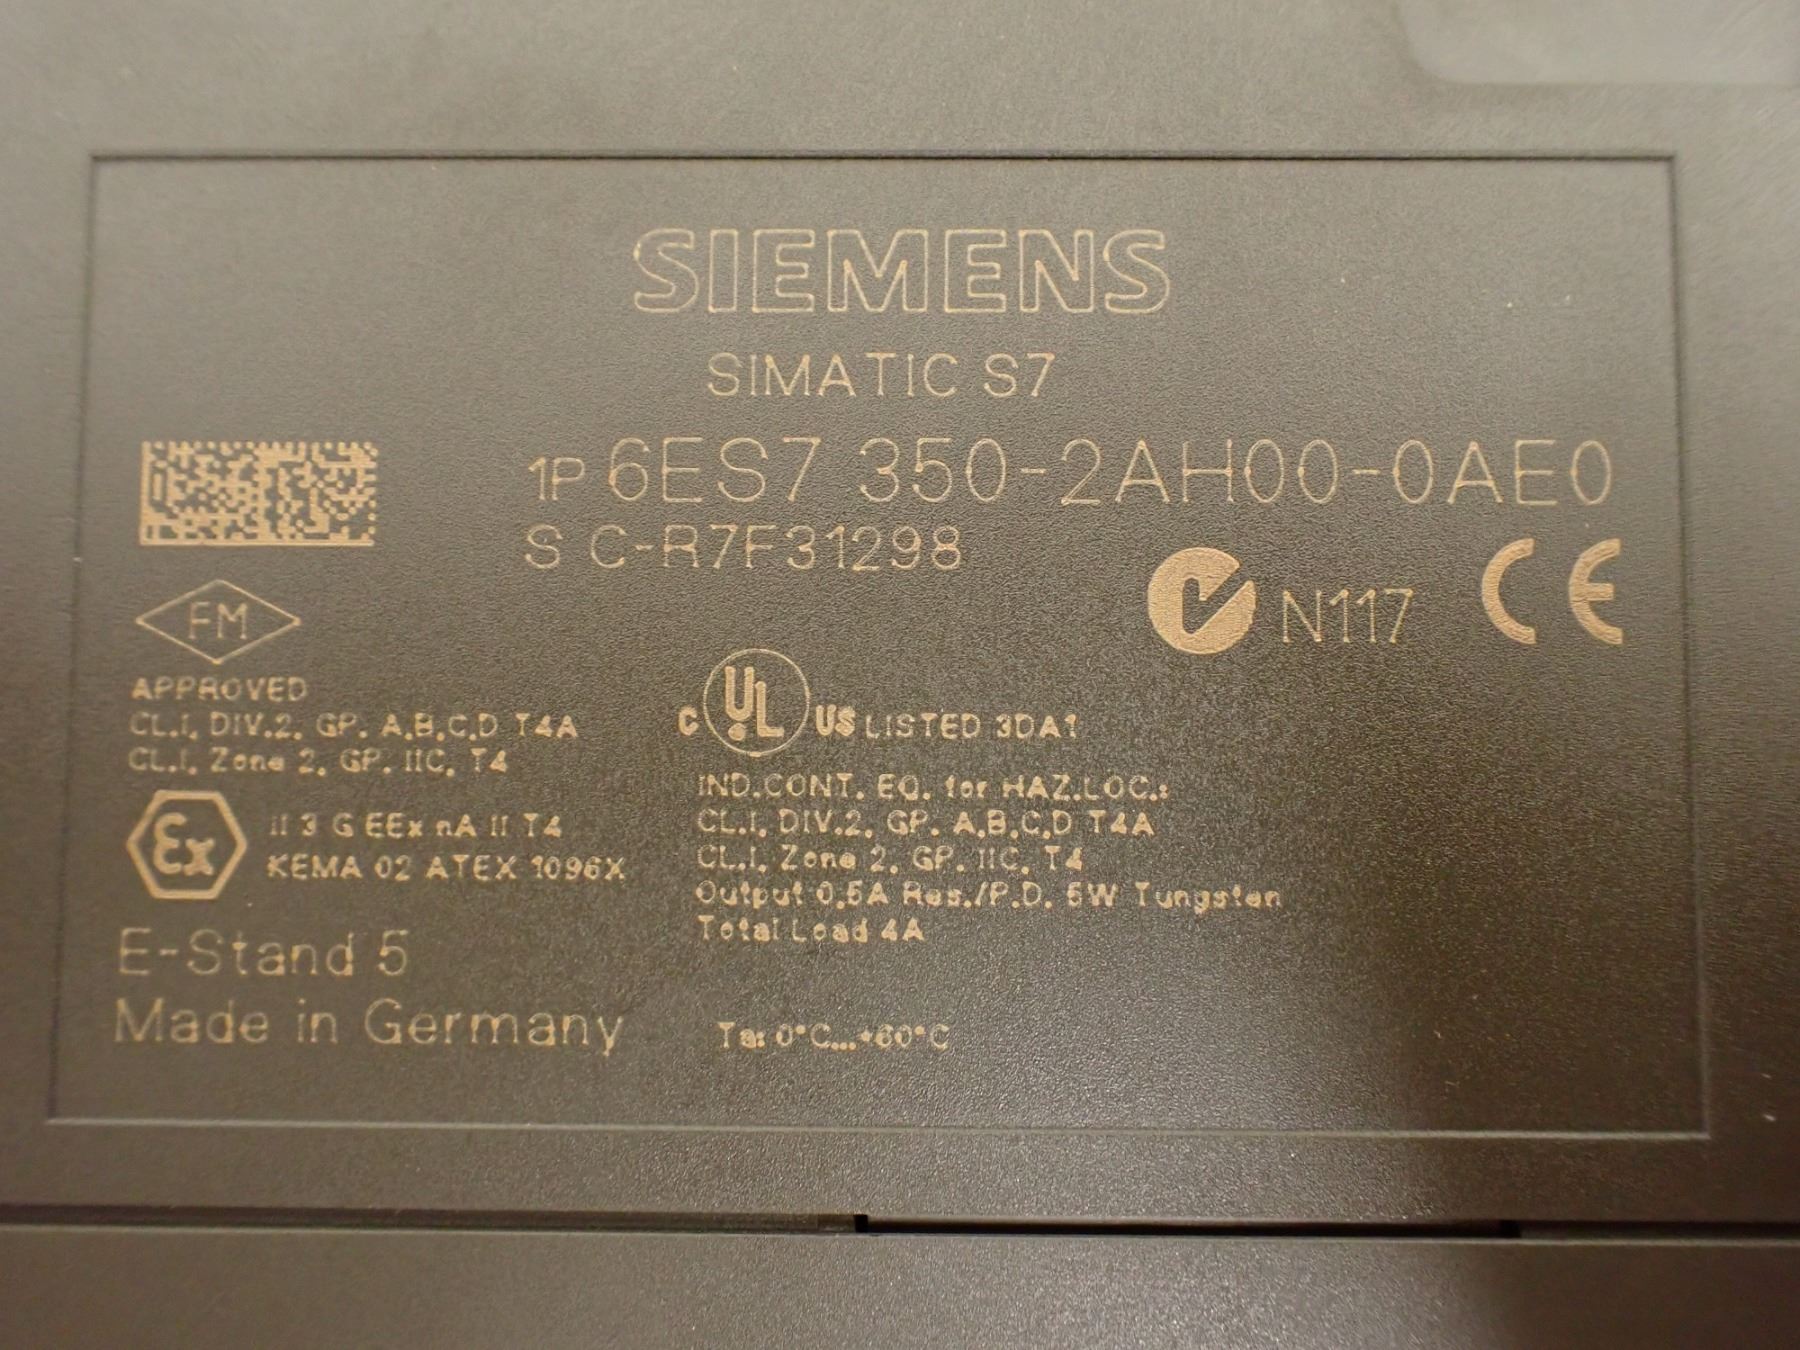 SIEMENS
SIMATIC S7
1P 6ES7 350-2AH00-0AE0
S C-R7F31298
N117 CE
FM
APPROVED
CL.I, DIV.2, GP. A,B,C,D T4A
CL.I, Zone 2, GP. IIC, T4
Ex II 3 G EEx nA II T4
KEMA 02 ATEX 1096X
E-Stand 5
Made in Germany
C UL US LISTED 3DA1
IND.CONT. EQ. for HAZ.LOC.:
CL.I, DIV.2, GP. A,B,C,D T4A
CL.I, Zone 2, GP. IIC, T4
Output 0,5A Res./P.D. 5W Tungsten
Total Load 4A
Ta: 0°C...+60°C